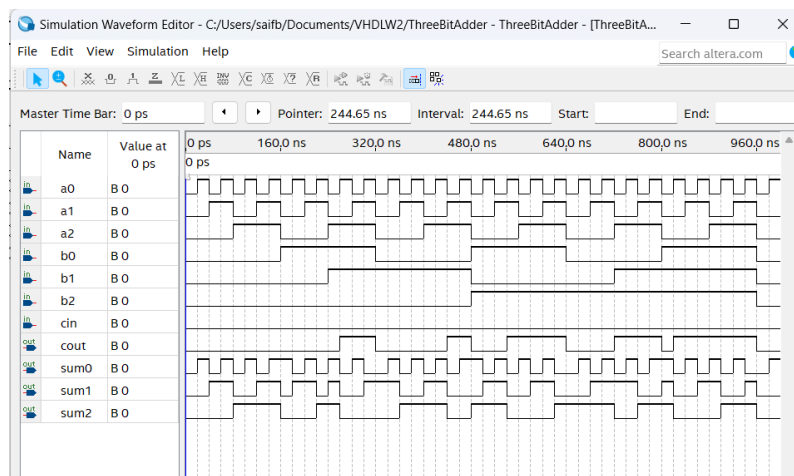 Simulation Waveform Editor - C:/Users/saifb/Documents/VHDLW2/ThreeBitAdder - ThreeBitAdder - [ThreeBitA...
File Edit View Simulation Help
Search altera.com
Master Time Bar: 0 ps Pointer: 244.65 ns Interval: 244.65 ns Start: End:
Name Value at 0 ps
0 ps 160,0 ns 320,0 ns 480,0 ns 640,0 ns 800,0 ns 960,0 ns
0 ps
in a0 B 0
in a1 B 0
in a2 B 0
in b0 B 0
in b1 B 0
in b2 B 0
in cin B 0
out cout B 0
out sum0 B 0
out sum1 B 0
out sum2 B 0